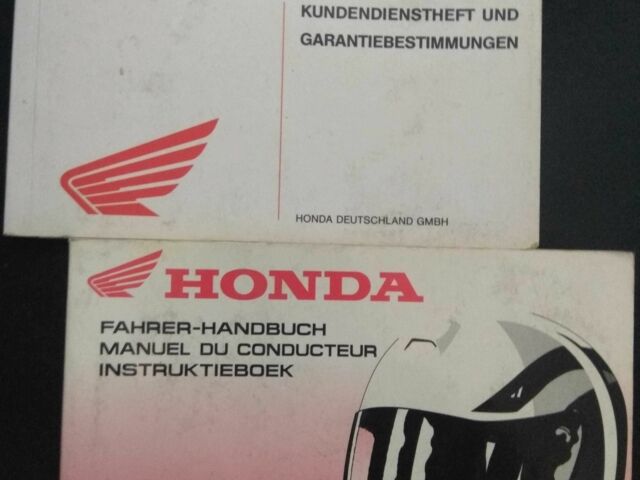 KUNDENDIENSTHEFT UND
GARANTIEBESTIMMUNGEN
HONDA DEUTSCHLAND GMBH
HONDA
FAHRER-HANDBUCH
MANUEL DU CONDUCTEUR
INSTRUKTIEBOEK